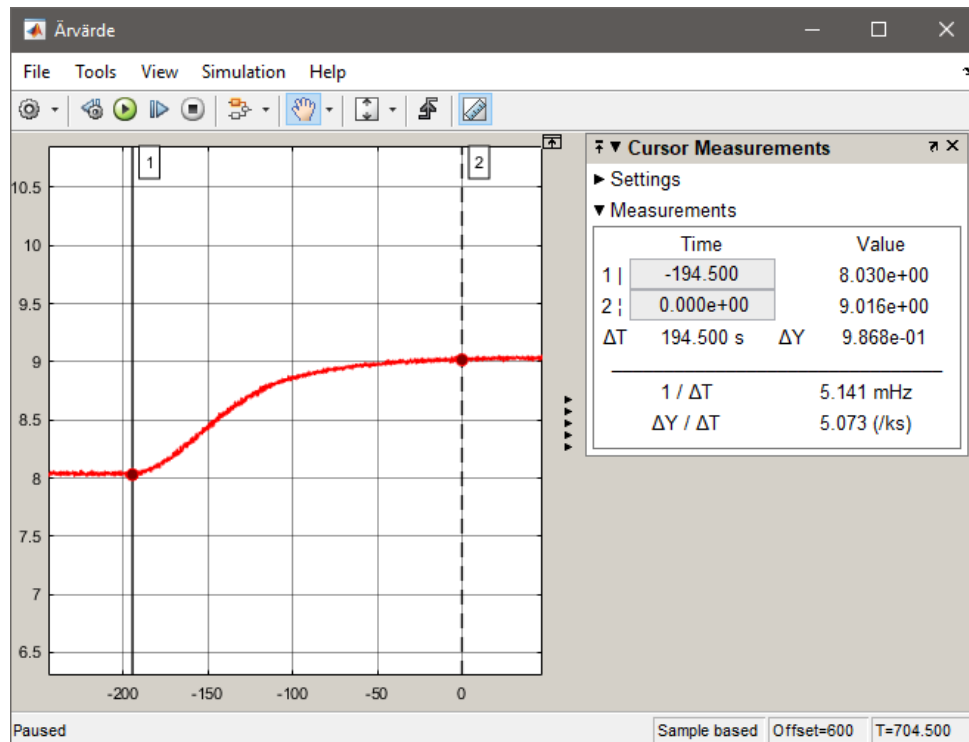 Ärvärde
File Tools View Simulation Help
1
2
10.5
10
9.5
9
8.5
8
7.5
7
6.5
-200 -150 -100 -50 0
Cursor Measurements
Settings
Measurements
Time Value
1 | -194.500 8.030e+00
2 ¦ 0.000e+00 9.016e+00
ΔT 194.500 s ΔY 9.868e-01
1 / ΔT 5.141 mHz
ΔY / ΔT 5.073 (/ks)
Paused Sample based Offset=600 T=704.500